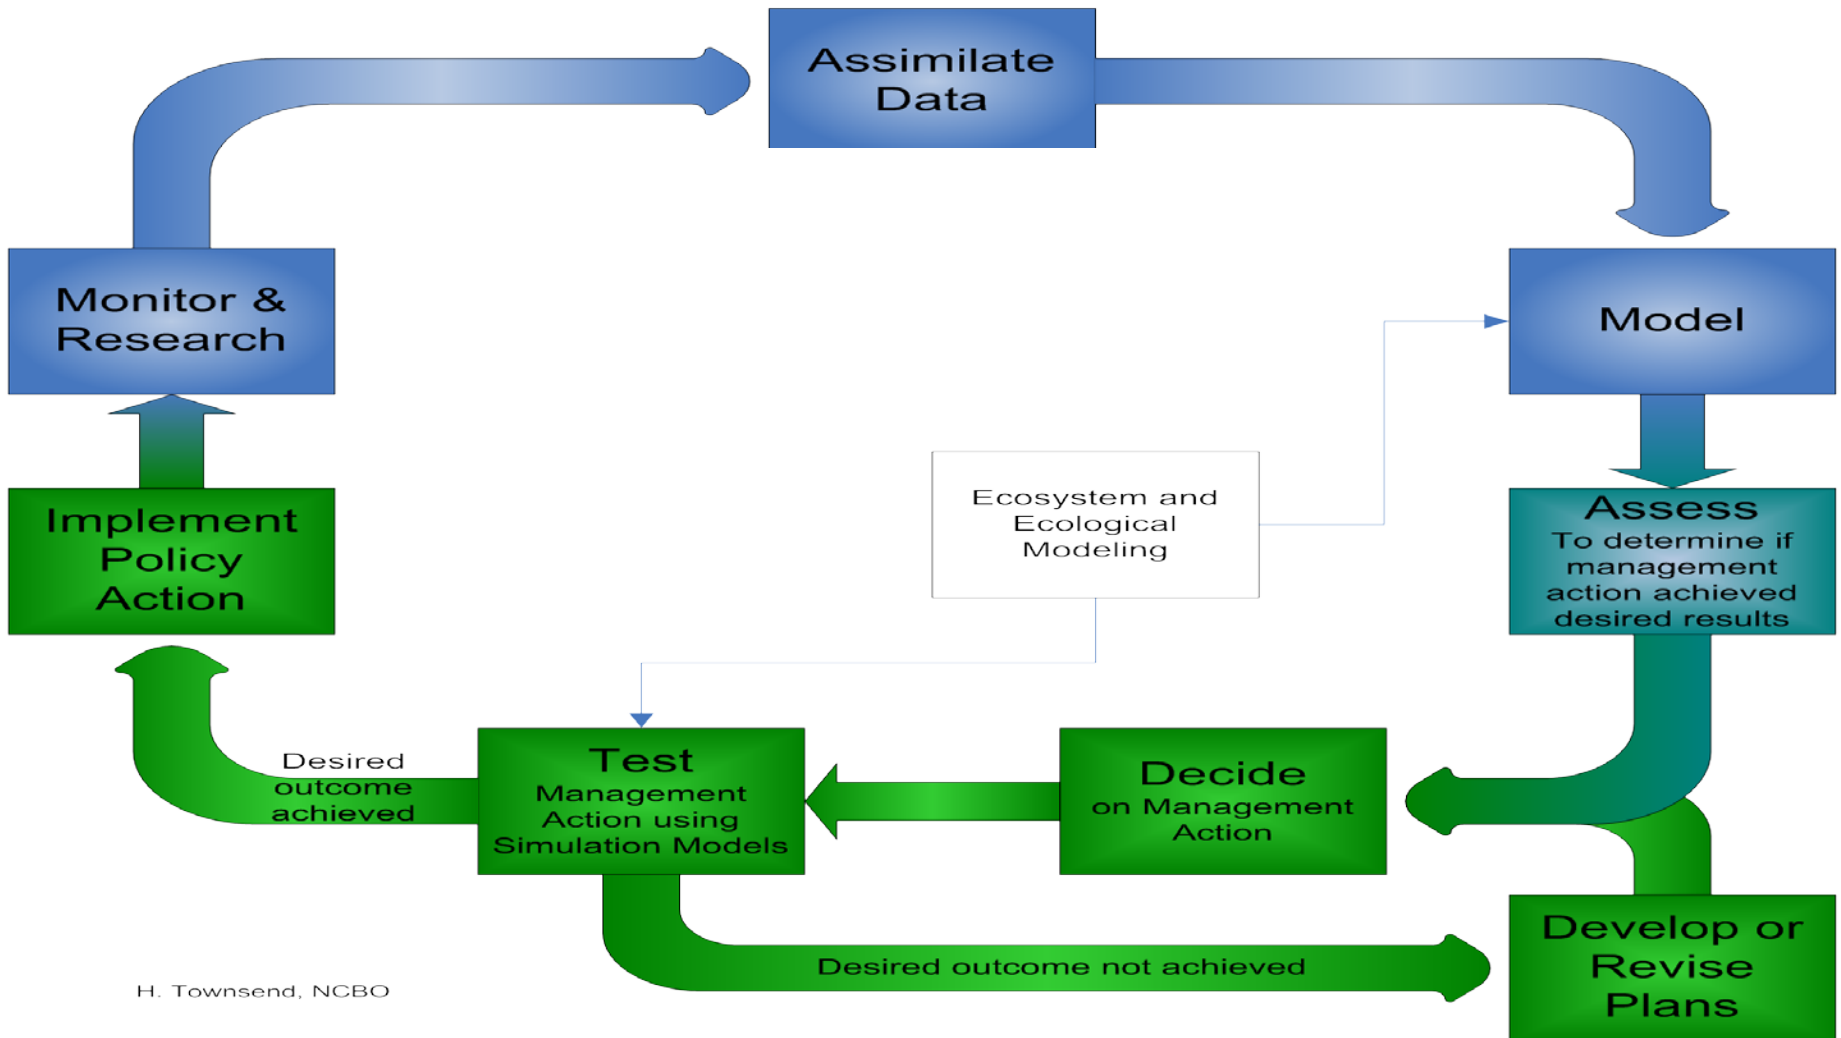 Assimilate
Data
Monitor &
Research
Model
Implement
Policy
Action
Ecosystem and
Ecological
Modeling
Assess
To determine if
management
action achieved
desired results
Desired
outcome
achieved
Test
Management
Action using
Simulation Models
Decide
on Management
Action
Desired outcome not achieved
Develop or
Revise
Plans
H. Townsend, NCBO